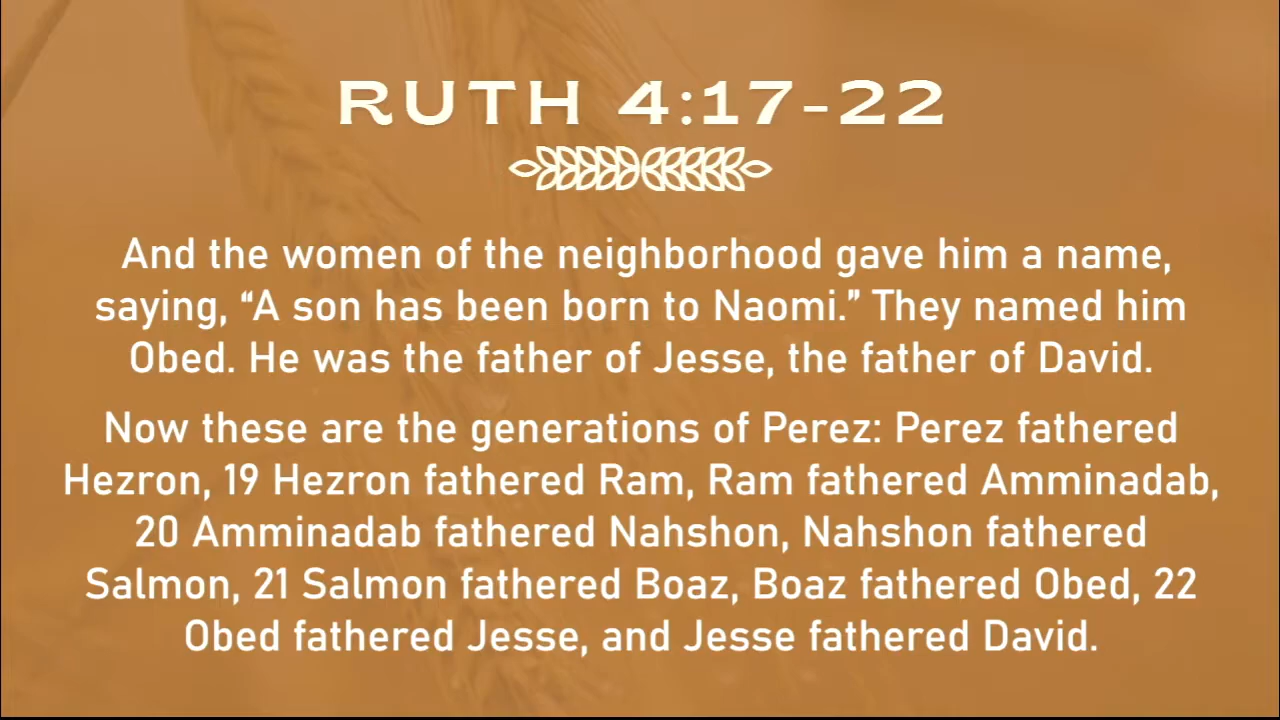 RUTH 4:17-22
And the women of the neighborhood gave him a name,
saying, “A son has been born to Naomi.” They named him
Obed. He was the father of Jesse, the father of David.
Now these are the generations of Perez: Perez fathered
Hezron, 19 Hezron fathered Ram, Ram fathered Amminadab,
20 Amminadab fathered Nahshon, Nahshon fathered
Salmon, 21 Salmon fathered Boaz, Boaz fathered Obed, 22
Obed fathered Jesse, and Jesse fathered David.